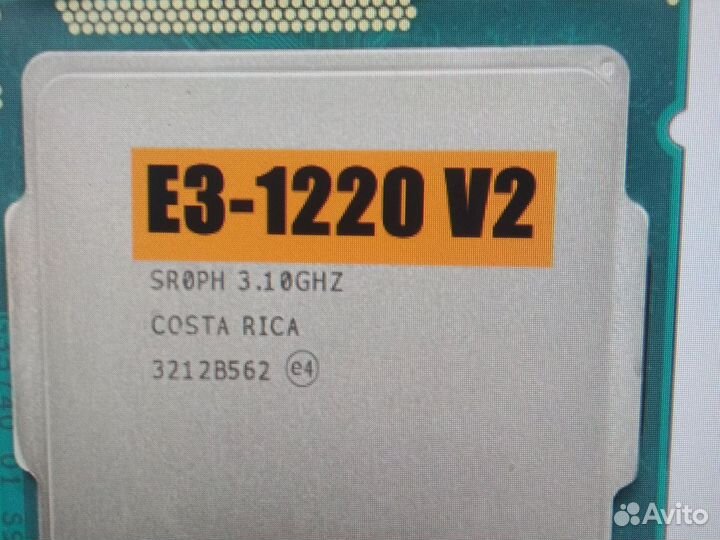 E3-1220 V2
SR0PH 3.10GHZ
COSTA RICA
3212B562 e4
Avito